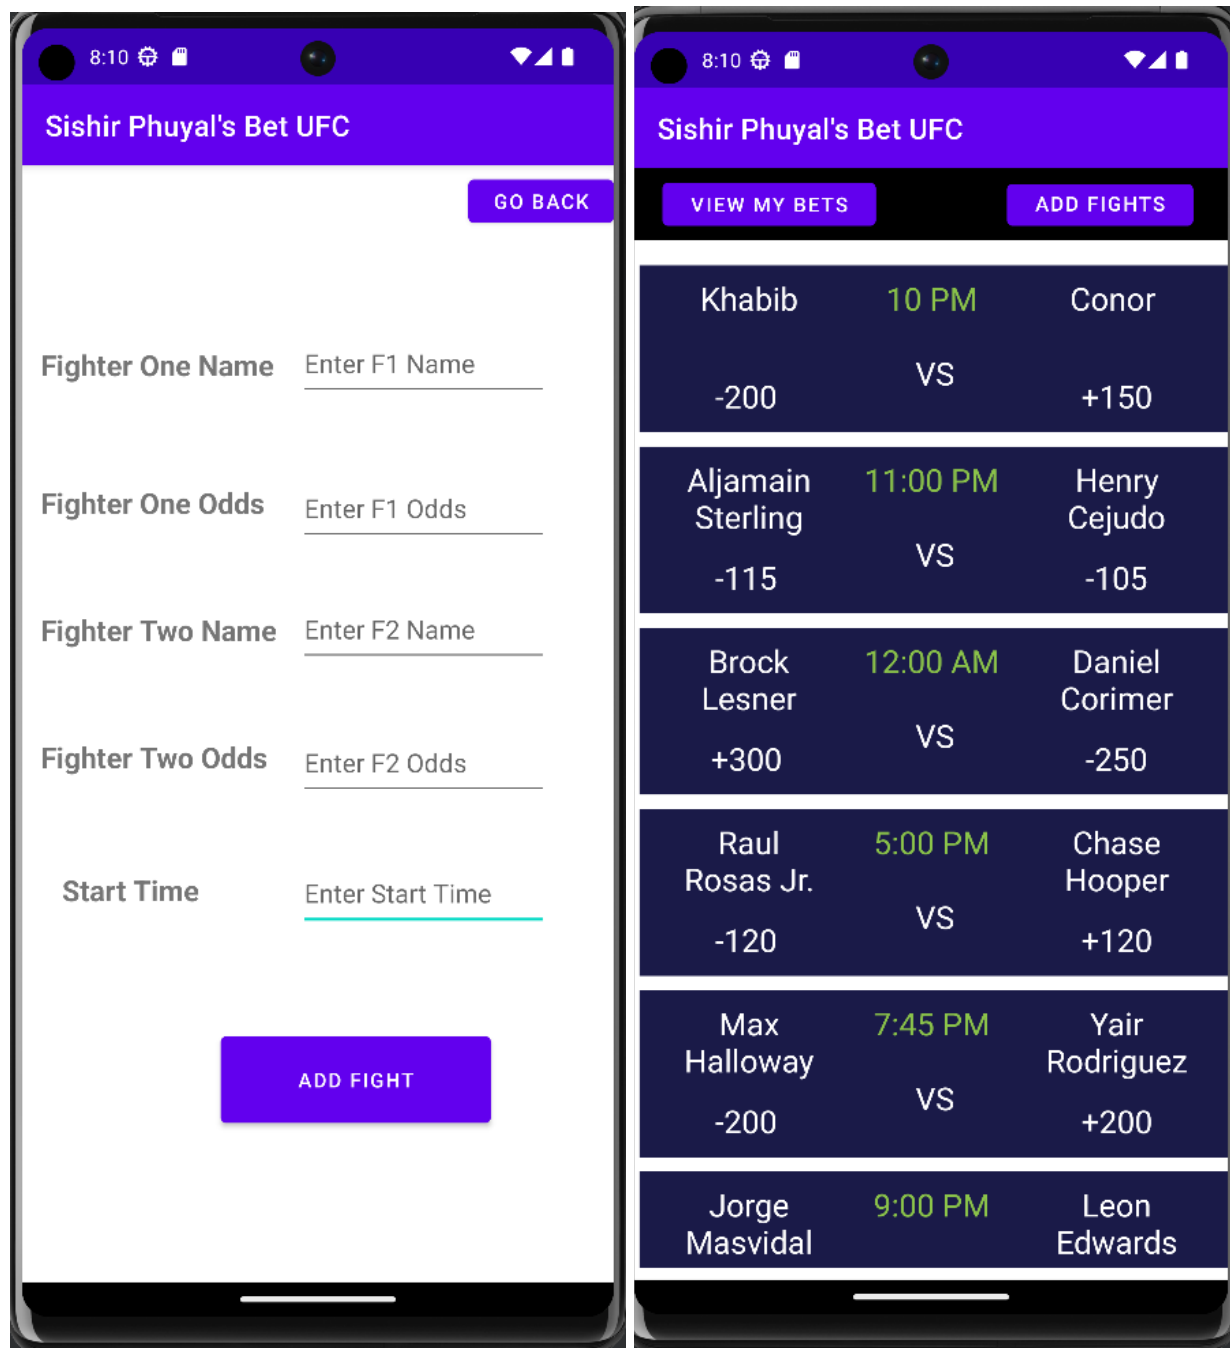 8:10
Sishir Phuyal's Bet UFC
GO BACK
Fighter One Name
Enter F1 Name
Fighter One Odds
Enter F1 Odds
Fighter Two Name
Enter F2 Name
Fighter Two Odds
Enter F2 Odds
Start Time
Enter Start Time
ADD FIGHT
8:10
Sishir Phuyal's Bet UFC
VIEW MY BETS
ADD FIGHTS
Khabib
10 PM
Conor
VS
-200
+150
Aljamain
Sterling
11:00 PM
Henry
Cejudo
VS
-115
-105
Brock
Lesner
12:00 AM
Daniel
Corimer
VS
+300
-250
Raul
Rosas Jr.
5:00 PM
Chase
Hooper
VS
-120
+120
Max
Halloway
7:45 PM
Yair
Rodriguez
VS
-200
+200
Jorge
Masvidal
9:00 PM
Leon
Edwards